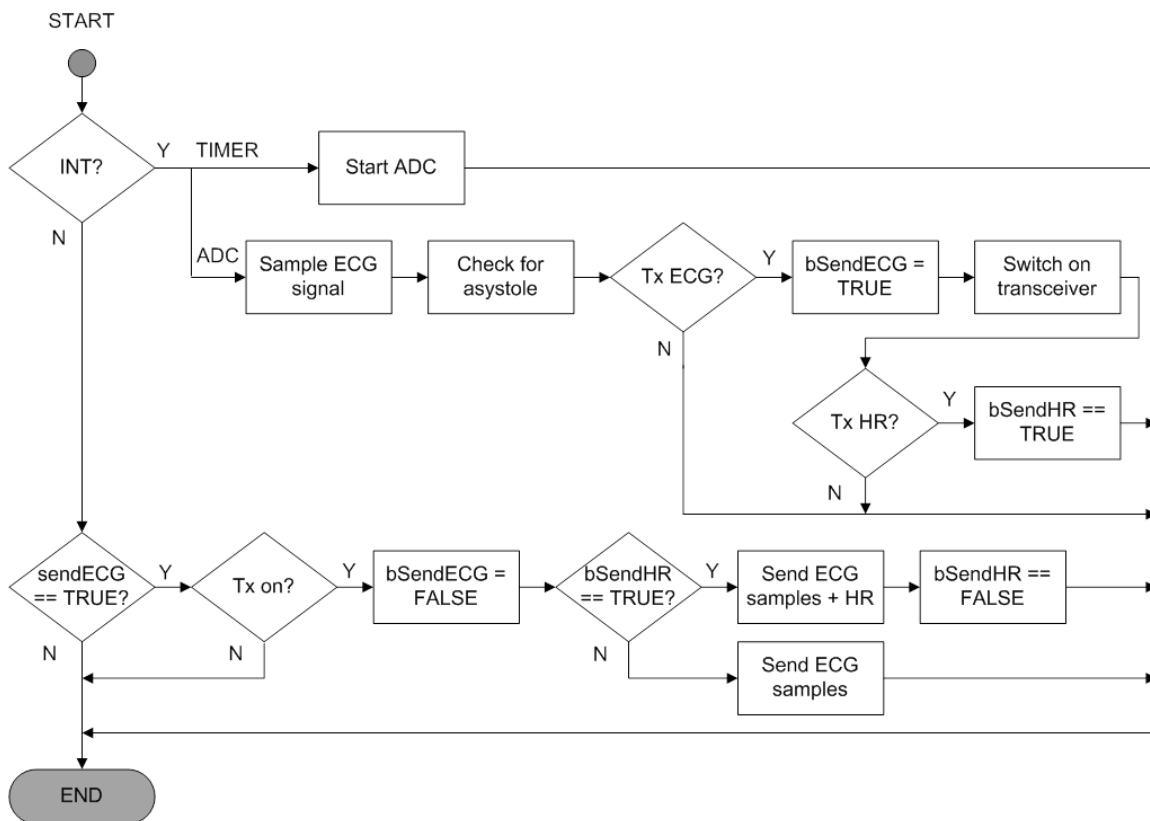 START
INT?
Y
TIMER
Start ADC
N
ADC
Sample ECG
signal
Check for
asystole
Tx ECG?
Y
bSendECG =
TRUE
Switch on
transceiver
N
Tx HR?
Y
bSendHR ==
TRUE
N
sendECG
== TRUE?
Y
Tx on?
Y
bSendECG =
FALSE
bSendHR
== TRUE?
Y
Send ECG
samples + HR
bSendHR ==
FALSE
N
N
N
Send ECG
samples
END